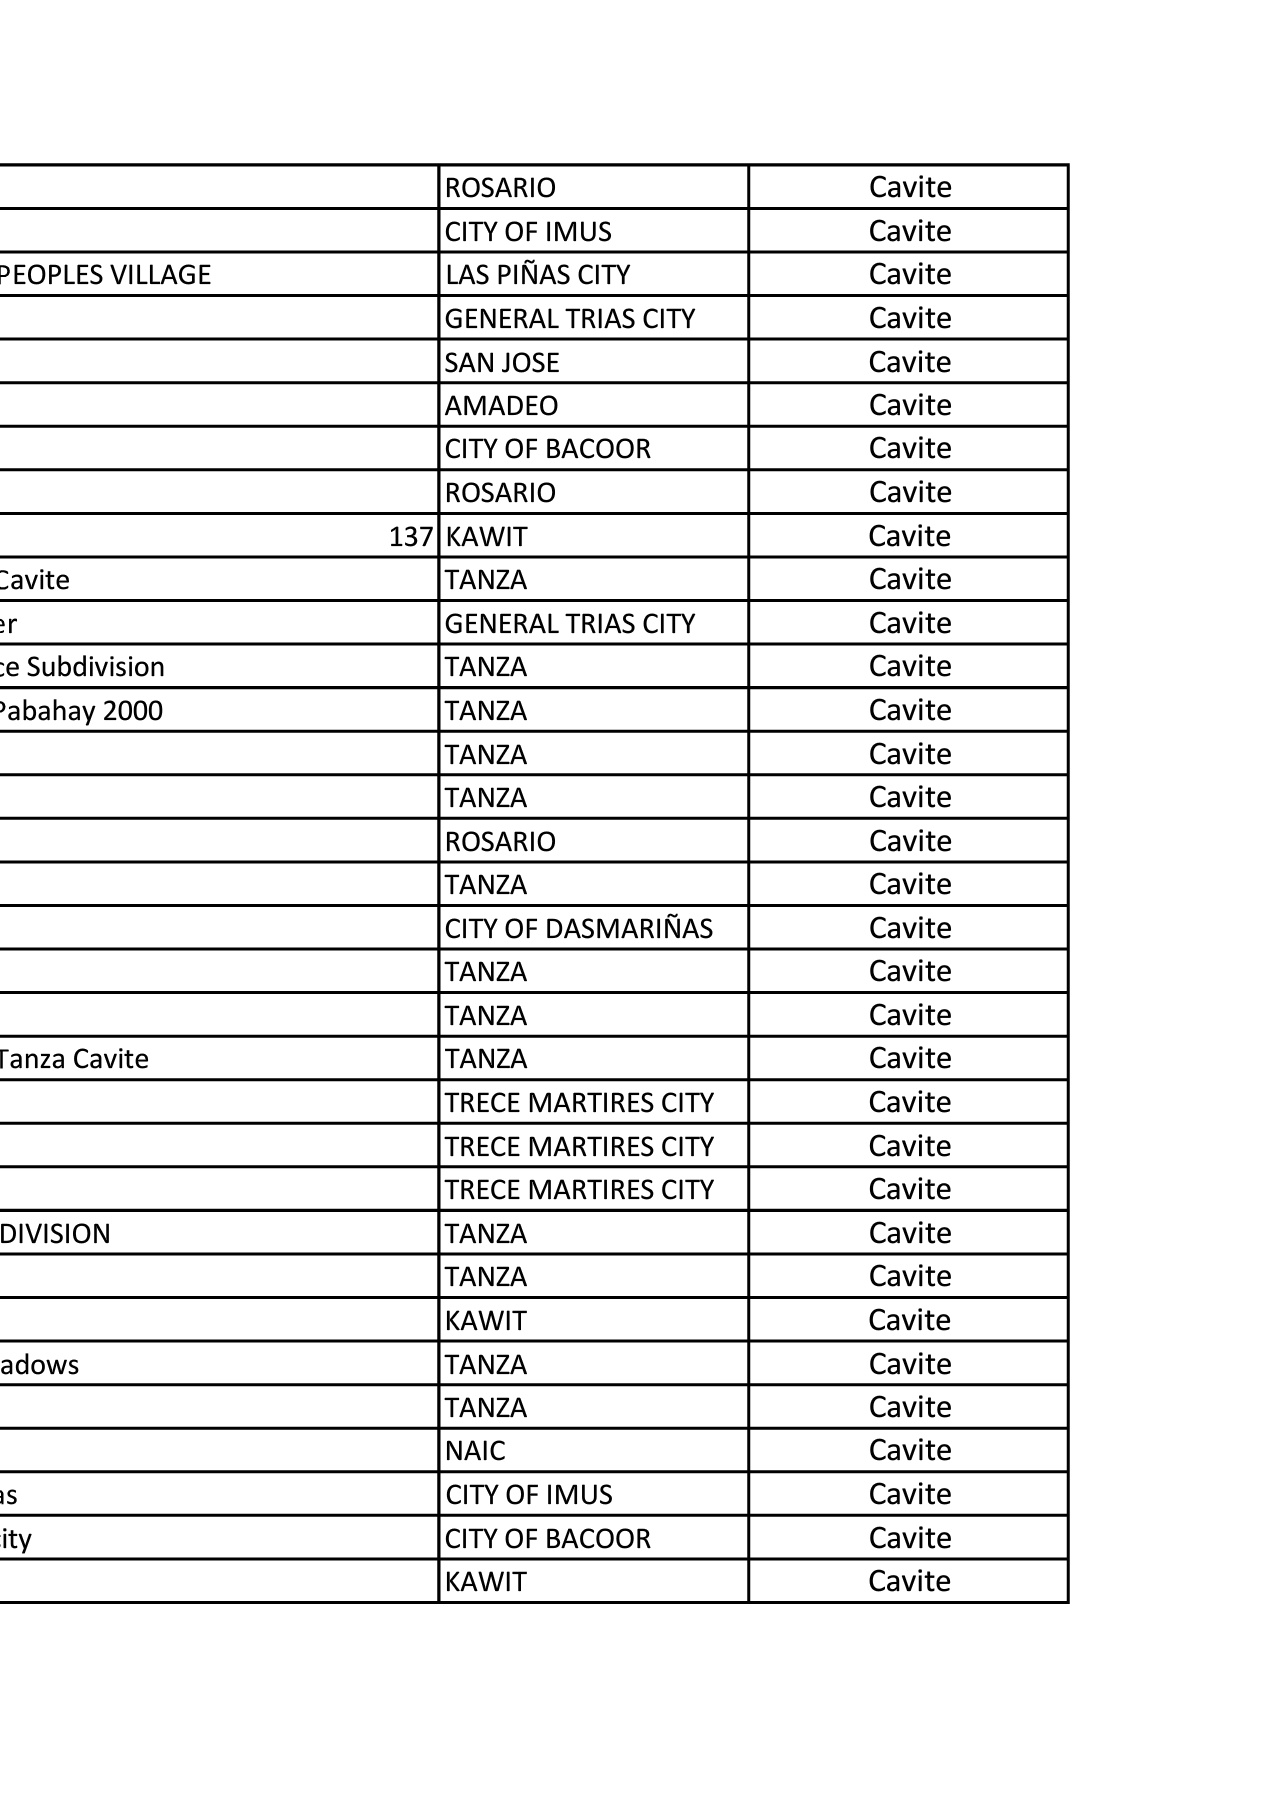 ROSARIO Cavite
CITY OF IMUS Cavite
PEOPLES VILLAGE LAS PIÑAS CITY Cavite
GENERAL TRIAS CITY Cavite
SAN JOSE Cavite
AMADEO Cavite
CITY OF BACOOR Cavite
ROSARIO Cavite
137 KAWIT Cavite
Cavite TANZA Cavite
er GENERAL TRIAS CITY Cavite
ce Subdivision TANZA Cavite
Pabahay 2000 TANZA Cavite
TANZA Cavite
TANZA Cavite
ROSARIO Cavite
TANZA Cavite
CITY OF DASMARIÑAS Cavite
TANZA Cavite
TANZA Cavite
Tanza Cavite TANZA Cavite
TRECE MARTIRES CITY Cavite
TRECE MARTIRES CITY Cavite
TRECE MARTIRES CITY Cavite
DIVISION TANZA Cavite
TANZA Cavite
KAWIT Cavite
adows TANZA Cavite
TANZA Cavite
NAIC Cavite
as CITY OF IMUS Cavite
city CITY OF BACOOR Cavite
KAWIT Cavite